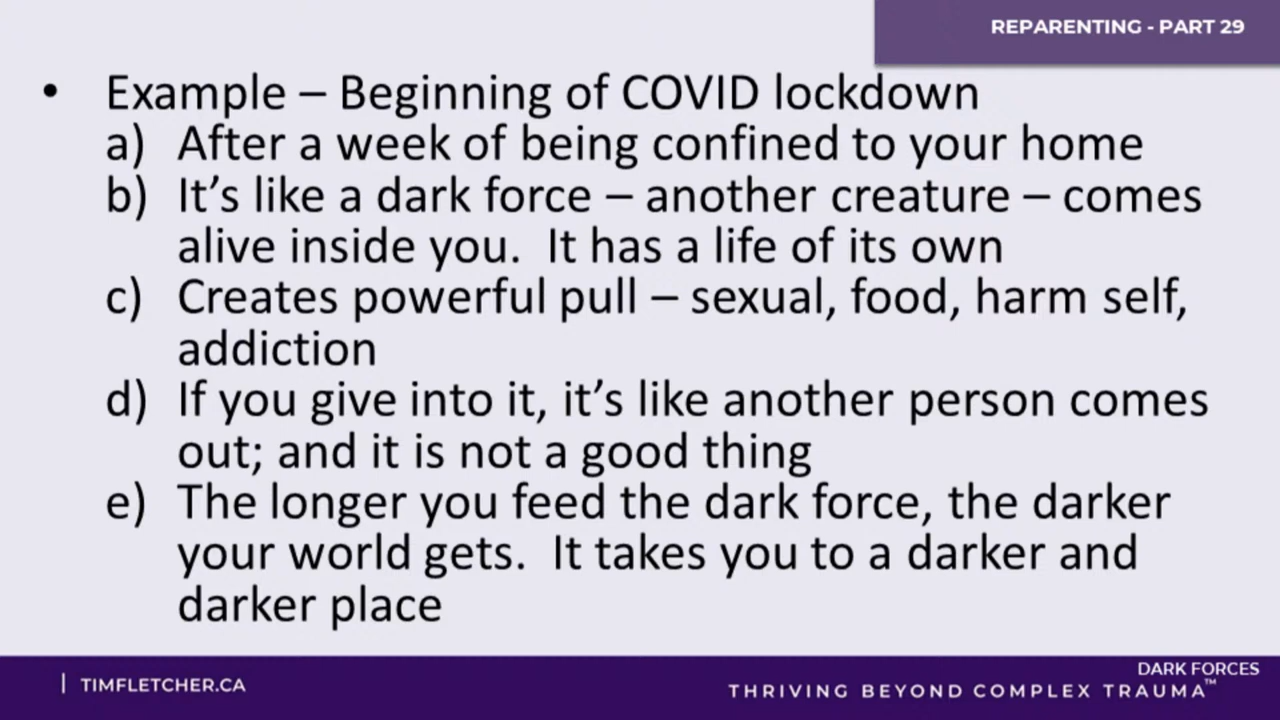 REPARENTING - PART 29
• Example – Beginning of COVID lockdown
a) After a week of being confined to your home
b) It’s like a dark force – another creature – comes
alive inside you.  It has a life of its own
c) Creates powerful pull – sexual, food, harm self,
addiction
d) If you give into it, it’s like another person comes
out; and it is not a good thing
e) The longer you feed the dark force, the darker
your world gets.  It takes you to a darker and
darker place
| TIMFLETCHER.CA
DARK FORCES
THRIVING BEYOND COMPLEX TRAUMA™